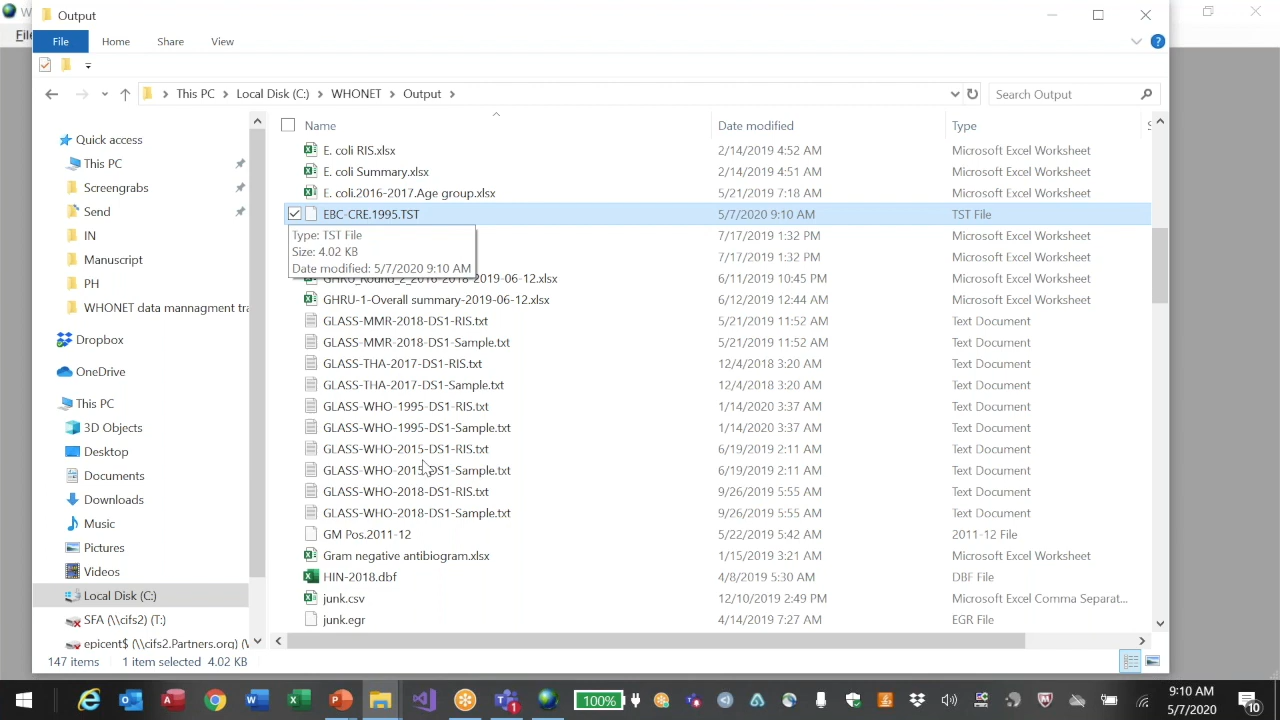 W
File
Output
File Home Share View
This PC Local Disk (C:) WHONET Output
Search Output
Quick access
This PC
Screengrabs
Send
IN
Manuscript
PH
WHONET data mannagment tra
Dropbox
OneDrive
This PC
3D Objects
Desktop
Documents
Downloads
Music
Pictures
Videos
Local Disk (C:)
SFA (\\cifs2) (T:)
epicent$ (\\cifs2.Partners.org) (
Name Date modified Type S
E. coli RIS.xlsx 2/14/2019 4:52 AM Microsoft Excel Worksheet
E. coli Summary.xlsx 2/14/2019 4:51 AM Microsoft Excel Worksheet
E. coli.2016-2017.Age group.xlsx 5/21/2019 7:18 AM Microsoft Excel Worksheet
EBC-CRE.1995.TST 5/7/2020 9:10 AM TST File
Type: TST File
Size: 4.02 KB
Date modified: 5/7/2020 9:10 AM
7/17/2019 1:32 PM Microsoft Excel Worksheet
7/17/2019 1:32 PM Microsoft Excel Worksheet
GHRU_Round_2_2016-2018-2019-06-12.xlsx 6/11/2019 10:45 PM Microsoft Excel Worksheet
GHRU-1-Overall summary-2019-06-12.xlsx 6/12/2019 12:44 AM Microsoft Excel Worksheet
GLASS-MMR-2018-DS1-RIS.txt 5/21/2019 11:52 AM Text Document
GLASS-MMR-2018-DS1-Sample.txt 5/21/2019 11:52 AM Text Document
GLASS-THA-2017-DS1-RIS.txt 12/4/2018 3:20 AM Text Document
GLASS-THA-2017-DS1-Sample.txt 12/4/2018 3:20 AM Text Document
GLASS-WHO-1995-DS1-RIS.txt 1/14/2020 3:37 AM Text Document
GLASS-WHO-1995-DS1-Sample.txt 1/14/2020 3:37 AM Text Document
GLASS-WHO-2015-DS1-RIS.txt 6/19/2019 2:11 AM Text Document
GLASS-WHO-2015-DS1-Sample.txt 6/19/2019 2:11 AM Text Document
GLASS-WHO-2018-DS1-RIS.txt 9/26/2019 5:55 AM Text Document
GLASS-WHO-2018-DS1-Sample.txt 9/26/2019 5:55 AM Text Document
GM Pos.2011-12 5/22/2019 5:42 AM 2011-12 File
Gram negative antibiogram.xlsx 1/15/2019 3:21 AM Microsoft Excel Worksheet
HIN-2018.dbf 4/8/2019 5:30 AM DBF File
junk.csv 12/10/2019 2:49 PM Microsoft Excel Comma Separat...
junk.egr 4/14/2019 7:27 AM EGR File
147 items 1 item selected 4.02 KB
100%
9:10 AM
5/7/2020
10